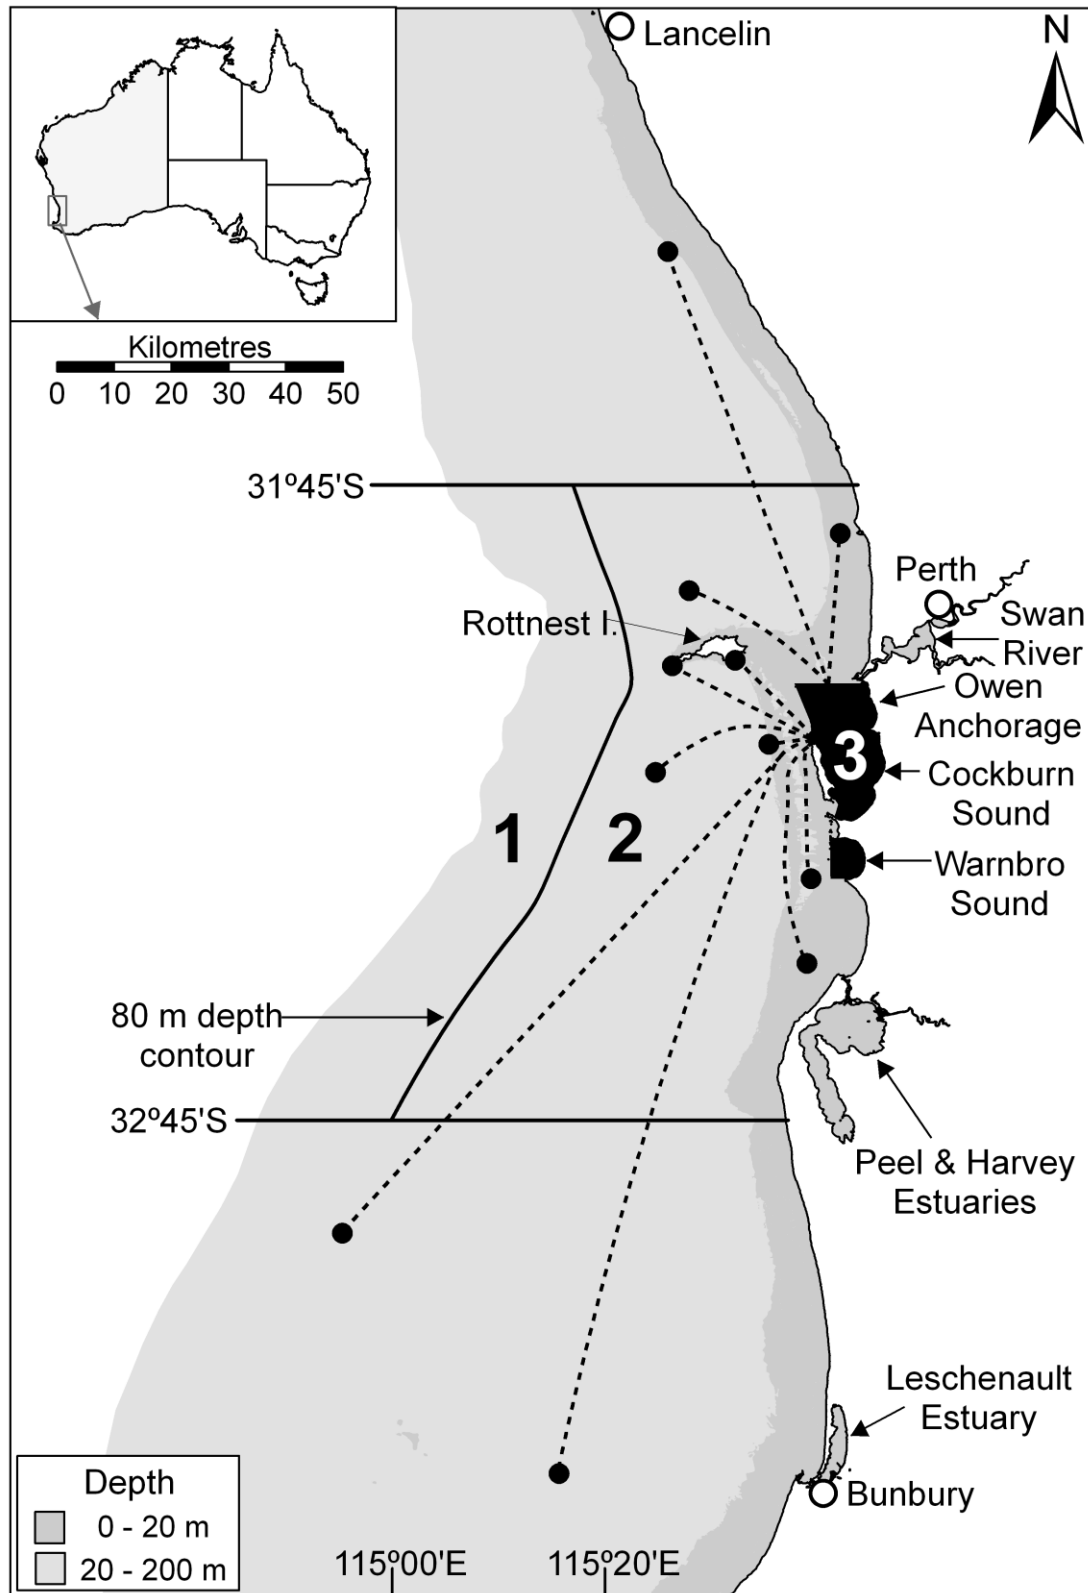 Lancelin
N
Kilometres
0 10 20 30 40 50
31º45'S
Perth
Swan
River
Rottnest I.
Owen
Anchorage
3
Cockburn
Sound
1
2
Warnbro
Sound
80 m depth
contour
32º45'S
Peel & Harvey
Estuaries
Leschenault
Estuary
Bunbury
Depth
0 - 20 m
20 - 200 m
115º00'E
115º20'E